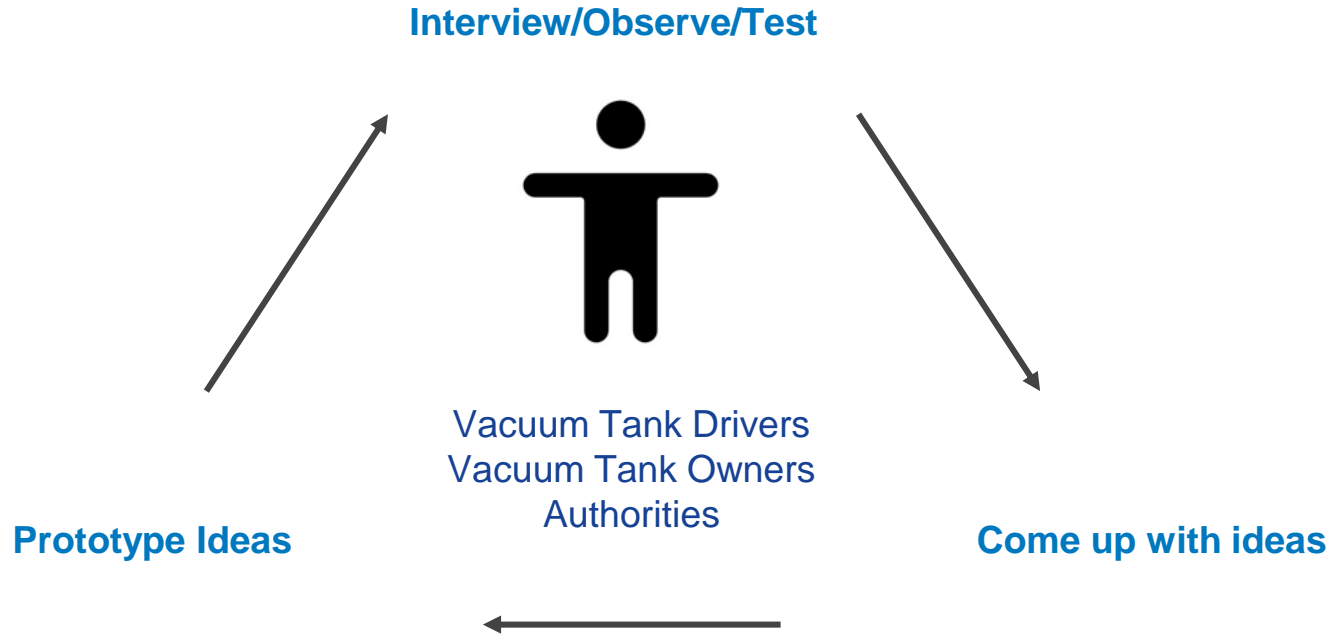 Interview/Observe/Test
Vacuum Tank Drivers
Vacuum Tank Owners
Authorities
Prototype Ideas
Come up with ideas